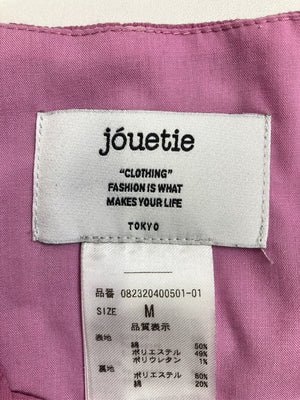 jóuetie
"CLOTHING"
FASHION IS WHAT
MAKES YOUR LIFE
TOKYO
品番 082320400501-01
SIZE M
品質表示
表地 綿 50%
ポリエステル 49%
ポリウレタン 1%
裏地 ポリエステル 80%
綿 20%